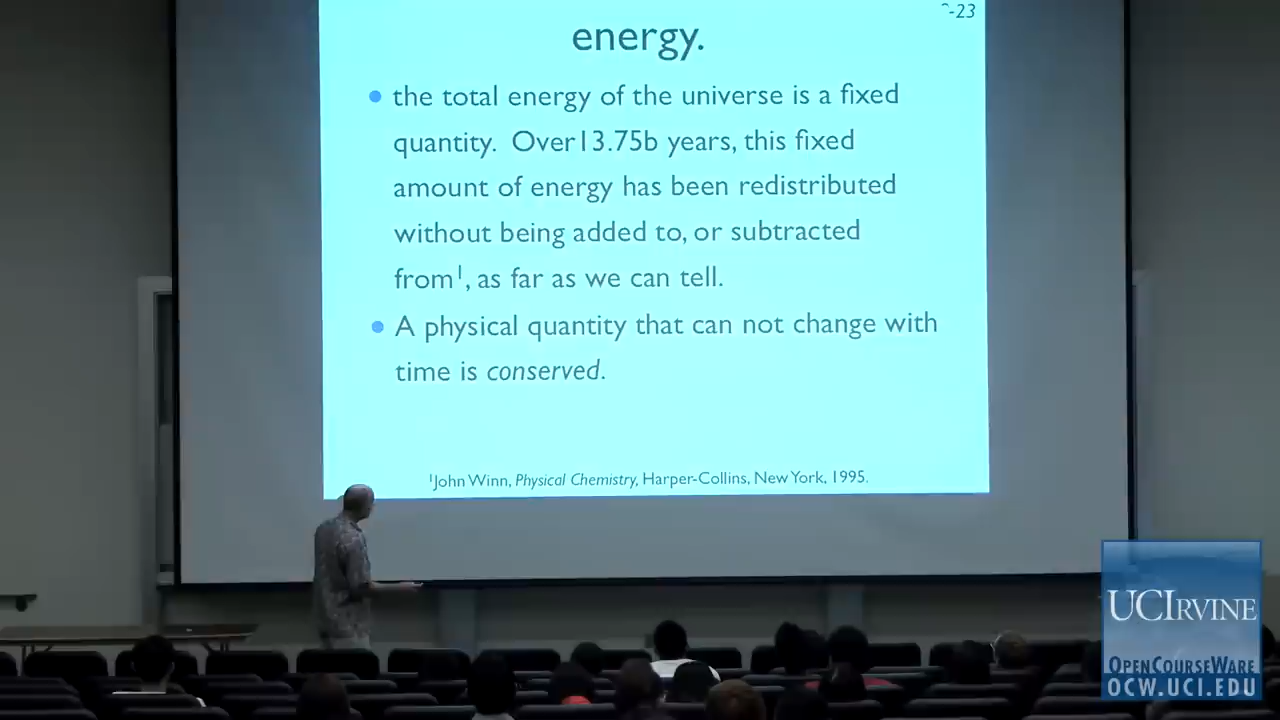 -23
energy.
• the total energy of the universe is a fixed
quantity. Over13.75b years, this fixed
amount of energy has been redistributed
without being added to, or subtracted
from¹, as far as we can tell.
• A physical quantity that can not change with
time is conserved.
¹John Winn, Physical Chemistry, Harper-Collins, New York, 1995.
UCIRVINE
OPENCOURSEWARE
OCW.UCI.EDU